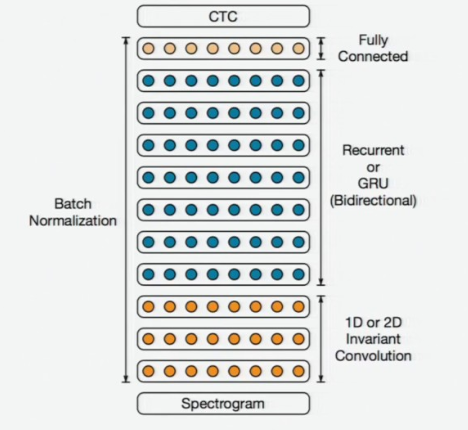 CTC
Fully
Connected
Recurrent
or
GRU
(Bidirectional)
Batch
Normalization
1D or 2D
Invariant
Convolution
Spectrogram